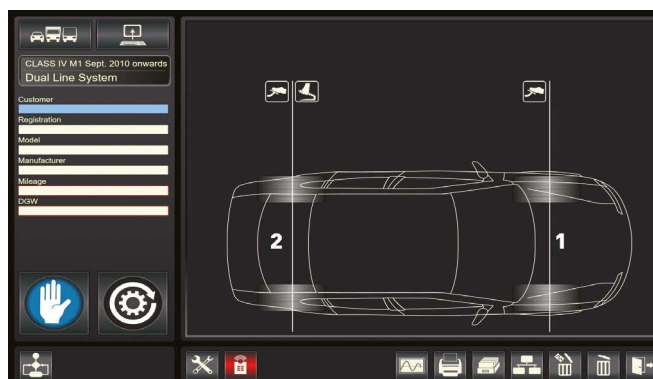 CLASS IV M1 Sept. 2010 onwards
Dual Line System
Customer
Registration
Model
Manufacturer
Mileage
DGW
2
1